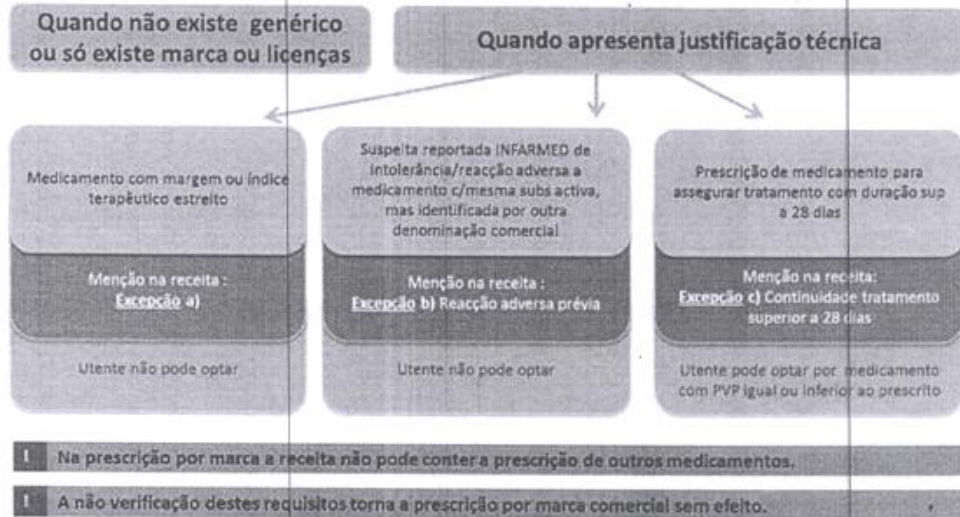 Quando não existe genérico
ou só existe marca ou licenças
Quando apresenta justificação técnica
Medicamento com margem ou índice
terapêutico estreito
Menção na receita :
Excepção a)
Utente não pode optar
Suspeita reportada INFARMED de
intolerância/reacção adversa a
medicamento c/mesma subs activa,
mas identificada por outra
denominação comercial
Menção na receita :
Excepção b) Reacção adversa prévia
Utente não pode optar
Prescrição de medicamento para
assegurar tratamento com duração sup
a 28 dias
Menção na receita:
Excepção c) Continuidade tratamento
superior a 28 dias
Utente pode optar por medicamento
com PVP igual ou inferior ao prescrito
! Na prescrição por marca a receita não pode conter a prescrição de outros medicamentos.
! A não verificação destes requisitos torna a prescrição por marca comercial sem efeito.